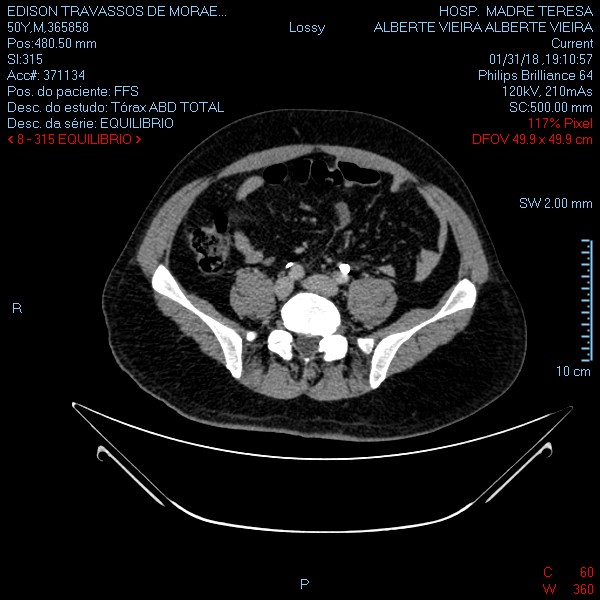 EDISON TRAVASSOS DE MORAE...
50Y,M,365858
Pos:480.50 mm
SI:315
Acc#: 371134
Pos. do paciente: FFS
Desc. do estudo: Tórax ABD TOTAL
Desc. da série: EQUILIBRIO
< 8 - 315 EQUILIBRIO >
Lossy
HOSP. MADRE TERESA
ALBERTE VIEIRA ALBERTE VIEIRA
Current
01/31/18 ,19:10:57
Philips Brilliance 64
120kV, 210mAs
SC:500.00 mm
117% Pixel
DFOV 49.9 x 49.9 cm
SW 2.00 mm
R
10 cm
P
C 60
W 360